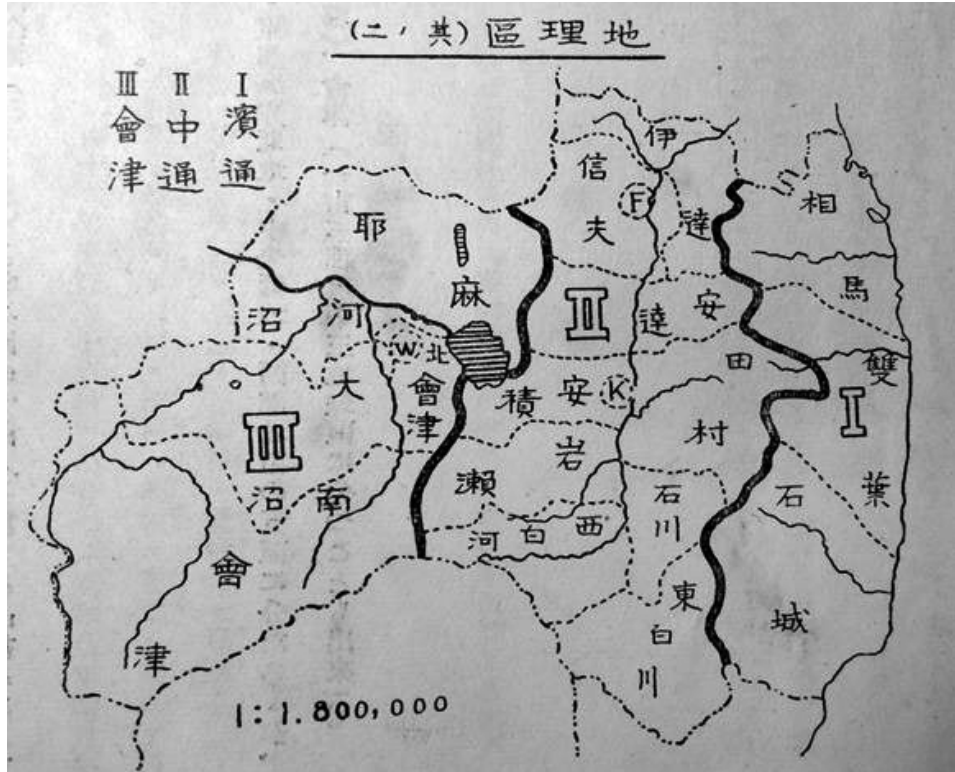 地理區 (其ノ二)
Ⅰ 濱通
Ⅱ 中通
Ⅲ 會津
伊達
信夫
F
相馬
耶麻
安達
Ⅱ
河沼
W
北會津
大沼
Ⅲ
安積
K
田村
雙葉
Ⅰ
岩瀨
石川
石城
西白河
南會津
東白川
1:1.800,000